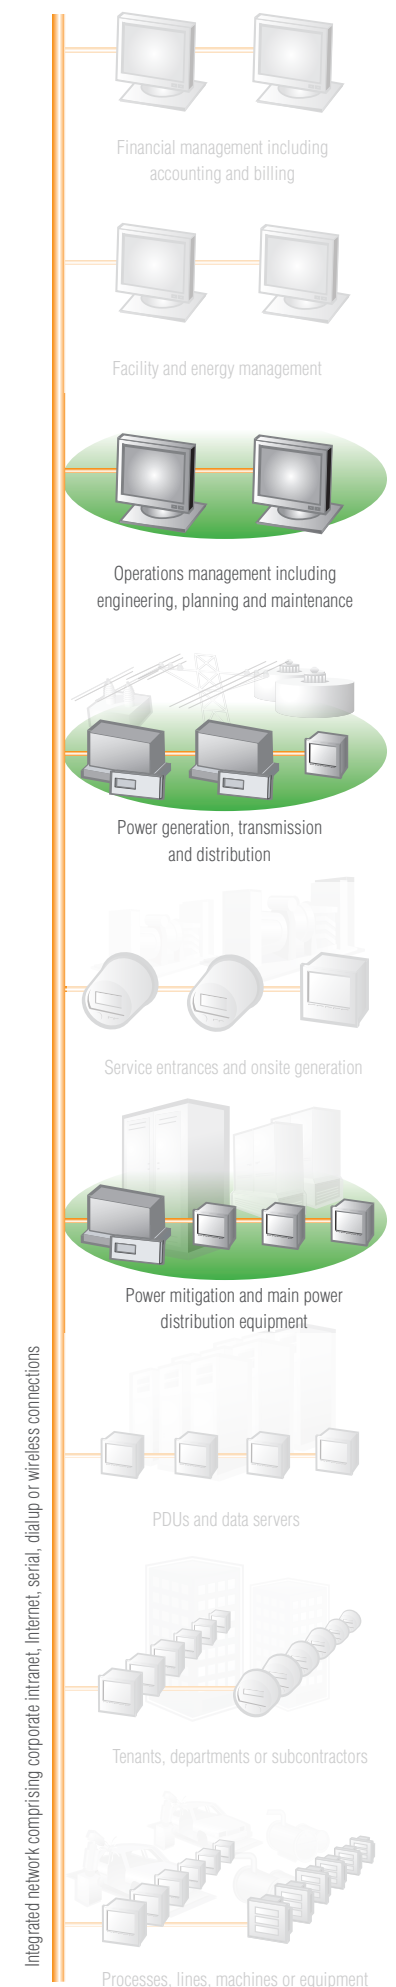 Financial management including
accounting and billing
Facility and energy management
Operations management including
engineering, planning and maintenance
Power generation, transmission
and distribution
Service entrances and onsite generation
Power mitigation and main power
distribution equipment
PDUs and data servers
Tenants, departments or subcontractors
Processes, lines, machines or equipment
Integrated network comprising corporate intranet, Internet, serial, dialup or wireless connections